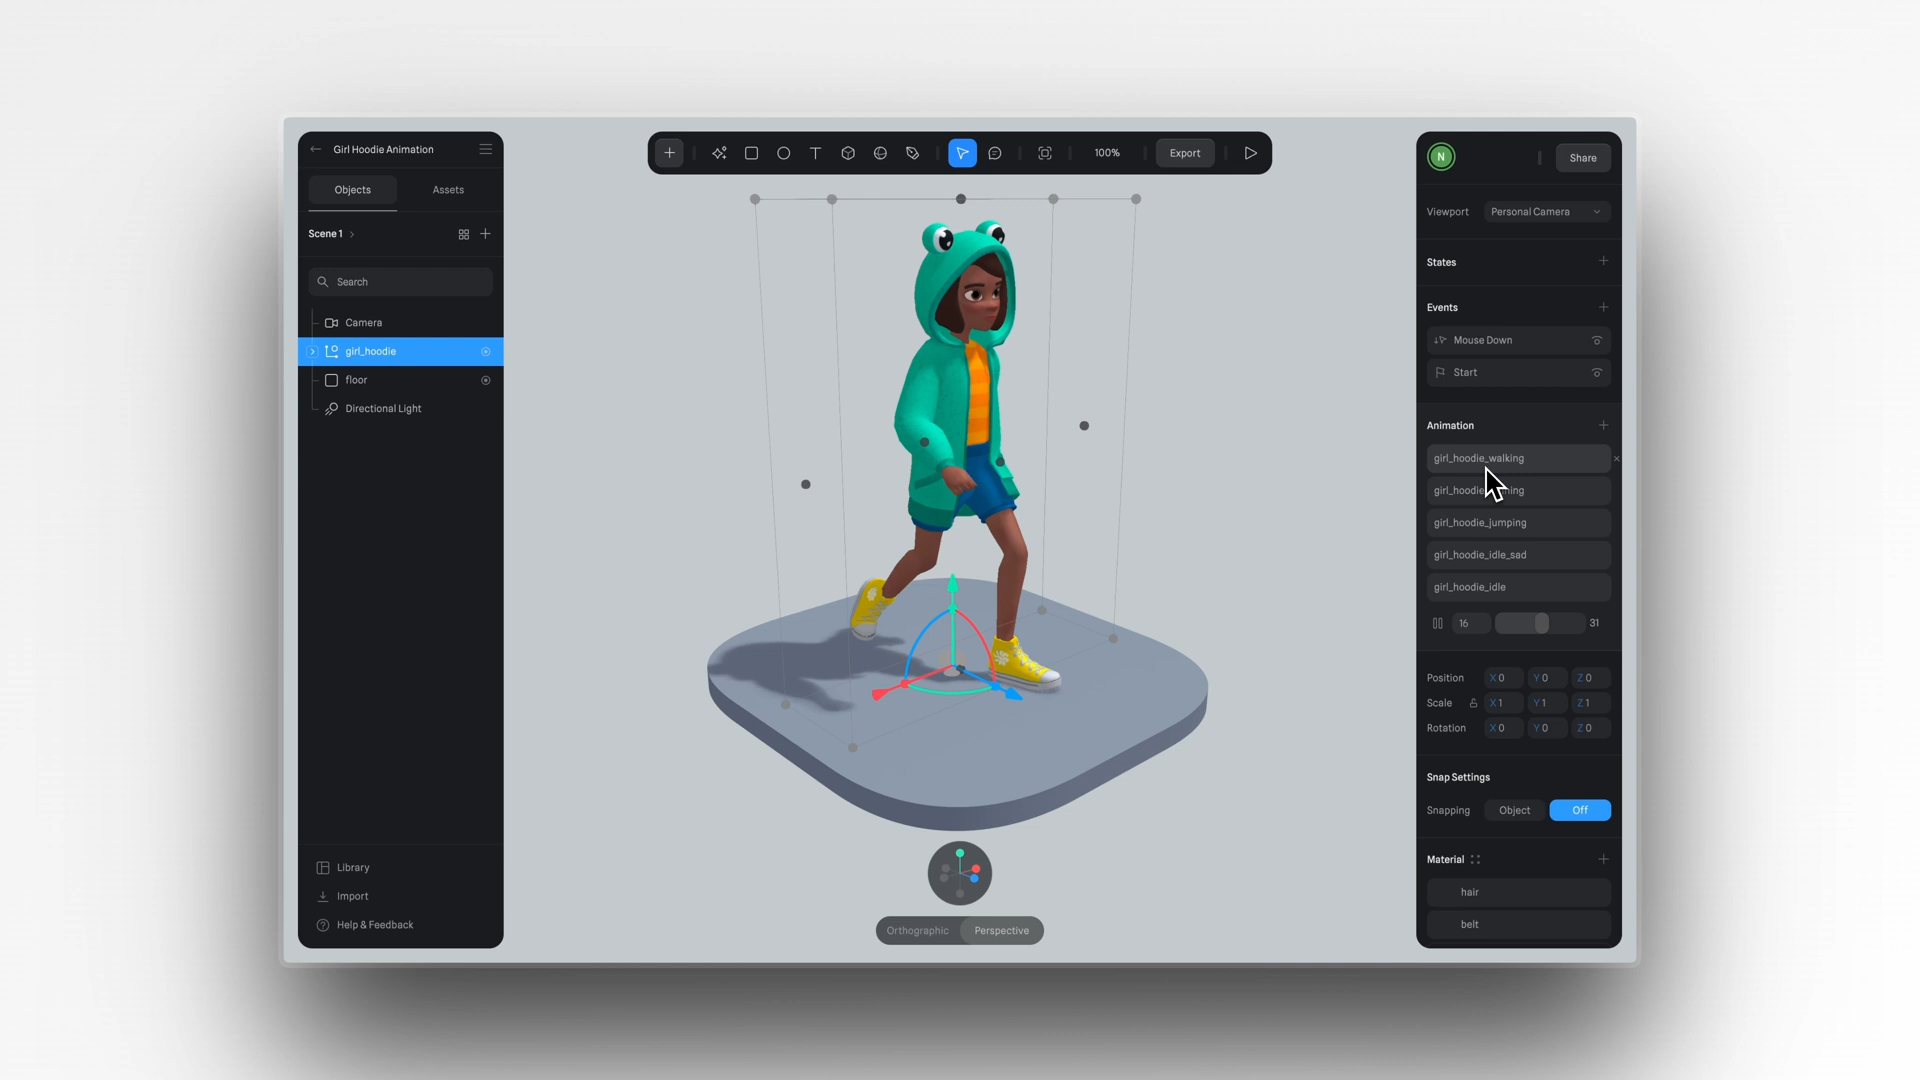 Girl Hoodie Animation
Objects
Assets
Scene 1
Search
Camera
girl_hoodie
floor
Directional Light
Library
Import
Help & Feedback
T
100%
Export
Orthographic
Perspective
N
Share
Viewport
Personal Camera
States
Events
Mouse Down
Start
Animation
girl_hoodie_walking
girl_hoodie
girl_hoodie_jumping
girl_hoodie_idle_sad
girl_hoodie_idle
16
31
Position X 0 Y 0 Z 0
Scale X 1 Y 1 Z 1
Rotation X 0 Y 0 Z 0
Snap Settings
Snapping Object Off
Material
hair
belt